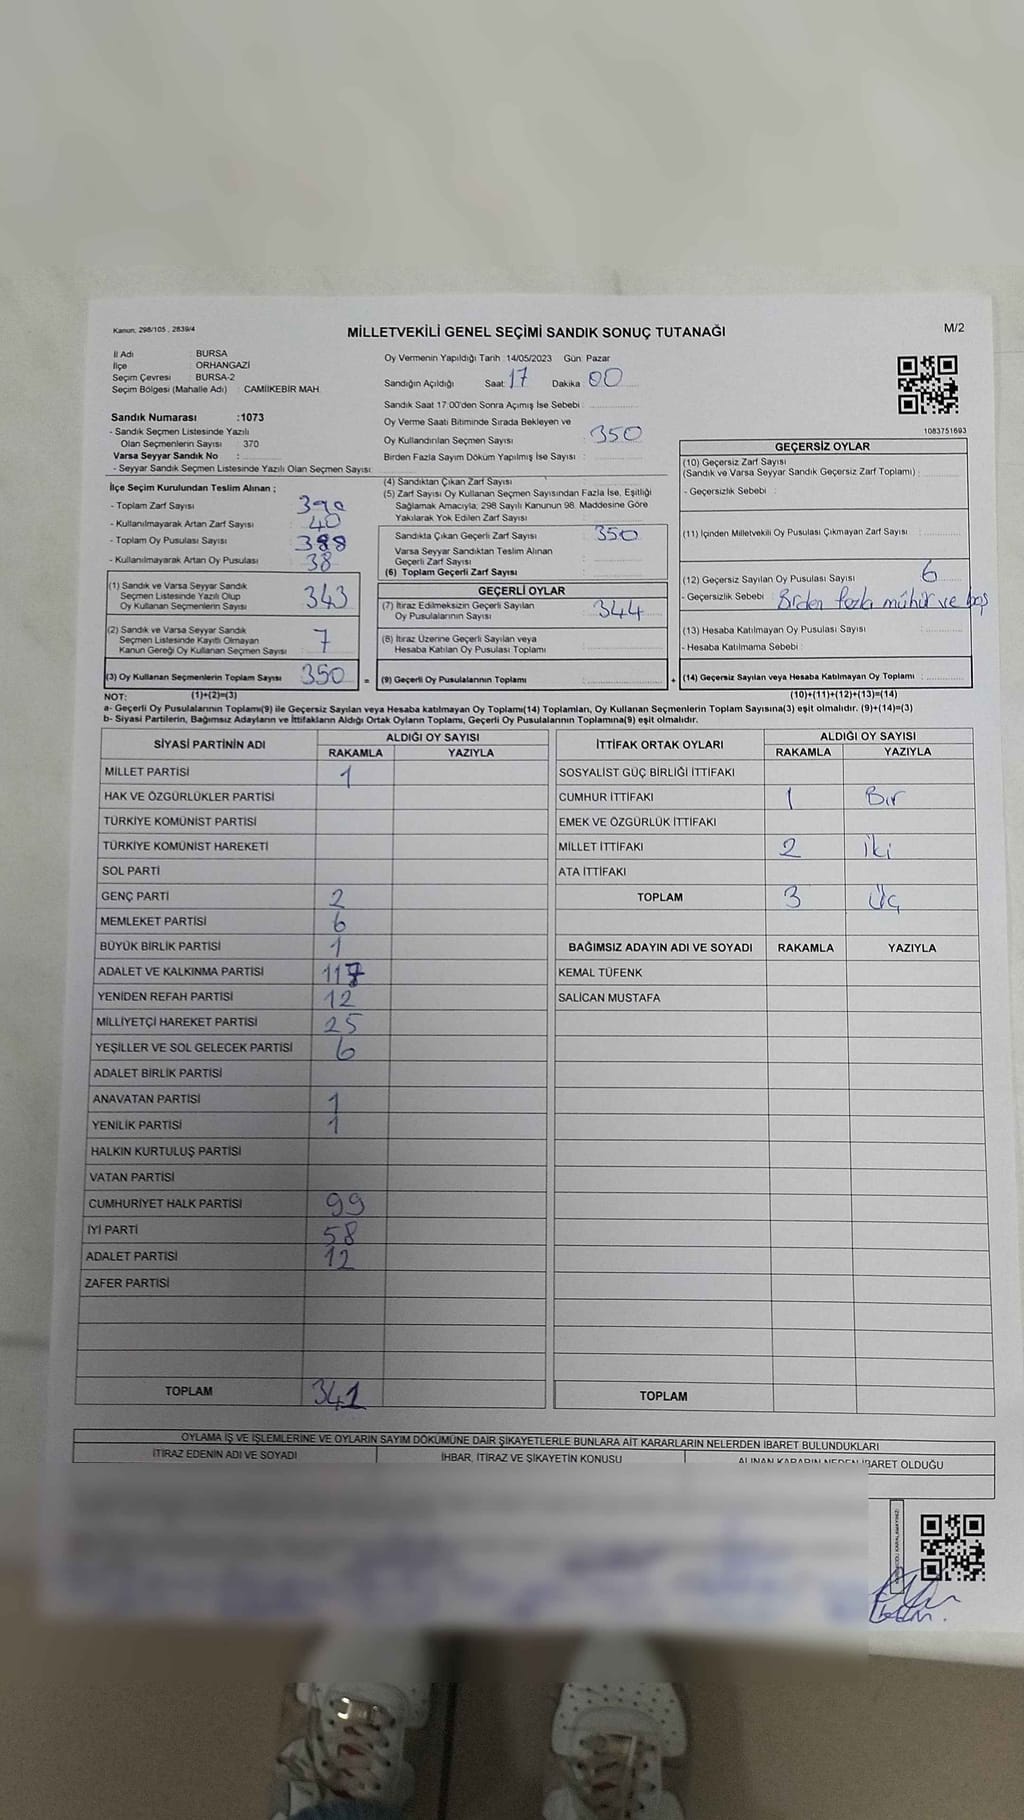 Kanun, 298/105 , 2839/4
MİLLETVEKİLİ GENEL SEÇİMİ SANDIK SONUÇ TUTANAĞI
M/2
İl Adı : BURSA
İlçe : ORHANGAZİ
Seçim Çevresi : BURSA-2
Seçim Bölgesi (Mahalle Adı) : CAMİİKEBİR MAH.
Oy Vermenin Yapıldığı Tarih :14/05/2023 Gün: Pazar
Sandığın Açıldığı Saat: 17 Dakika : 00
Sandık Saat 17:00'den Sonra Açımış İse Sebebi :
Sandık Numarası :1073
- Sandık Seçmen Listesinde Yazılı
Olan Seçmenlerin Sayısı 370
Varsa Seyyar Sandık No :
- Seyyar Sandık Seçmen Listesinde Yazılı Olan Seçmen Sayısı:
Oy Verme Saati Bitiminde Sırada Bekleyen ve
Oy Kullandırılan Seçmen Sayısı : 350
Birden Fazla Sayım Döküm Yapılmış İse Sayısı :
1083751693
İlçe Seçim Kurulundan Teslim Alınan ;
- Toplam Zarf Sayısı : 390
- Kullanılmayarak Artan Zarf Sayısı : 40
- Toplam Oy Pusulası Sayısı : 388
- Kullanılmayarak Artan Oy Pusulası : 38
(1) Sandık ve Varsa Seyyar Sandık
Seçmen Listesinde Yazılı Olup
Oy Kullanan Seçmenlerin Sayısı : 343
(2) Sandık ve Varsa Seyyar Sandık
Seçmen Listesinde Kayıtlı Olmayan
Kanun Gereği Oy Kullanan Seçmen Sayısı : 7
(3) Oy Kullanan Seçmenlerin Toplam Sayısı : 350
(4) Sandıktan Çıkan Zarf Sayısı :
(5) Zarf Sayısı Oy Kullanan Seçmen Sayısından Fazla İse, Eşitliği
Sağlamak Amacıyla; 298 Sayılı Kanunun 98. Maddesine Göre
Yakılarak Yok Edilen Zarf Sayısı :
Sandıkta Çıkan Geçerli Zarf Sayısı : 350
Varsa Seyyar Sandıktan Teslim Alınan
Geçerli Zarf Sayısı :
(6) Toplam Geçerli Zarf Sayısı :
GEÇERLİ OYLAR
(7) İtiraz Edilmeksizin Geçerli Sayılan
Oy Pusulalarının Sayısı : 344
(8) İtiraz Üzerine Geçerli Sayılan veya
Hesaba Katılan Oy Pusulası Toplamı :
= (9) Geçerli Oy Pusulalarının Toplamı :
GEÇERSİZ OYLAR
(10) Geçersiz Zarf Sayısı
(Sandık ve Varsa Seyyar Sandık Geçersiz Zarf Toplamı) :
- Geçersizlik Sebebi :
(11) İçinden Milletvekili Oy Pusulası Çıkmayan Zarf Sayısı :
(12) Geçersiz Sayılan Oy Pusulası Sayısı : 6
- Geçersizlik Sebebi : Birden fazla mühür ve boş
(13) Hesaba Katılmayan Oy Pusulası Sayısı :
- Hesaba Katılmama Sebebi :
+ (14) Geçersiz Sayılan veya Hesaba Katılmayan Oy Toplamı :
NOT: (1)+(2)=(3) (10)+(11)+(12)+(13)=(14)
a- Geçerli Oy Pusulalarının Toplamı(9) ile Geçersiz Sayılan veya Hesaba katılmayan Oy Toplamı(14) Toplamları, Oy Kullanan Seçmenlerin Toplam Sayısına(3) eşit olmalıdır. (9)+(14)=(3)
b- Siyasi Partilerin, Bağımsız Adayların ve İttifakların Aldığı Ortak Oyların Toplamı, Geçerli Oy Pusulalarının Toplamına(9) eşit olmalıdır.
SİYASİ PARTİNİN ADI
ALDIĞI OY SAYISI
RAKAMLA YAZIYLA
MİLLET PARTİSİ 1
HAK VE ÖZGÜRLÜKLER PARTİSİ
TÜRKİYE KOMÜNİST PARTİSİ
TÜRKİYE KOMÜNİST HAREKETİ
SOL PARTİ
GENÇ PARTİ 2
MEMLEKET PARTİSİ 6
BÜYÜK BİRLİK PARTİSİ 1
ADALET VE KALKINMA PARTİSİ 117
YENİDEN REFAH PARTİSİ 12
MİLLİYETÇİ HAREKET PARTİSİ 25
YEŞİLLER VE SOL GELECEK PARTİSİ 6
ADALET BİRLİK PARTİSİ
ANAVATAN PARTİSİ 1
YENİLİK PARTİSİ 1
HALKIN KURTULUŞ PARTİSİ
VATAN PARTİSİ
CUMHURİYET HALK PARTİSİ 99
İYİ PARTİ 58
ADALET PARTİSİ 12
ZAFER PARTİSİ
TOPLAM 341
İTTİFAK ORTAK OYLARI
ALDIĞI OY SAYISI
RAKAMLA YAZIYLA
SOSYALİST GÜÇ BİRLİĞİ İTTİFAKI
CUMHUR İTTİFAKI 1 Bir
EMEK VE ÖZGÜRLÜK İTTİFAKI
MİLLET İTTİFAKI 2 İki
ATA İTTİFAKI
TOPLAM 3 Üç
BAĞIMSIZ ADAYIN ADI VE SOYADI RAKAMLA YAZIYLA
KEMAL TÜFENK
SALİCAN MUSTAFA
TOPLAM
OYLAMA İŞ VE İŞLEMLERİNE VE OYLARIN SAYIM DÖKÜMÜNE DAİR ŞİKAYETLERLE BUNLARA AİT KARARLARIN NELERDEN İBARET BULUNDUKLARI
İTİRAZ EDENİN ADI VE SOYADI
İHBAR, İTİRAZ VE ŞİKAYETİN KONUSU
ALINAN KARARIN NEDEN İBARET OLDUĞU